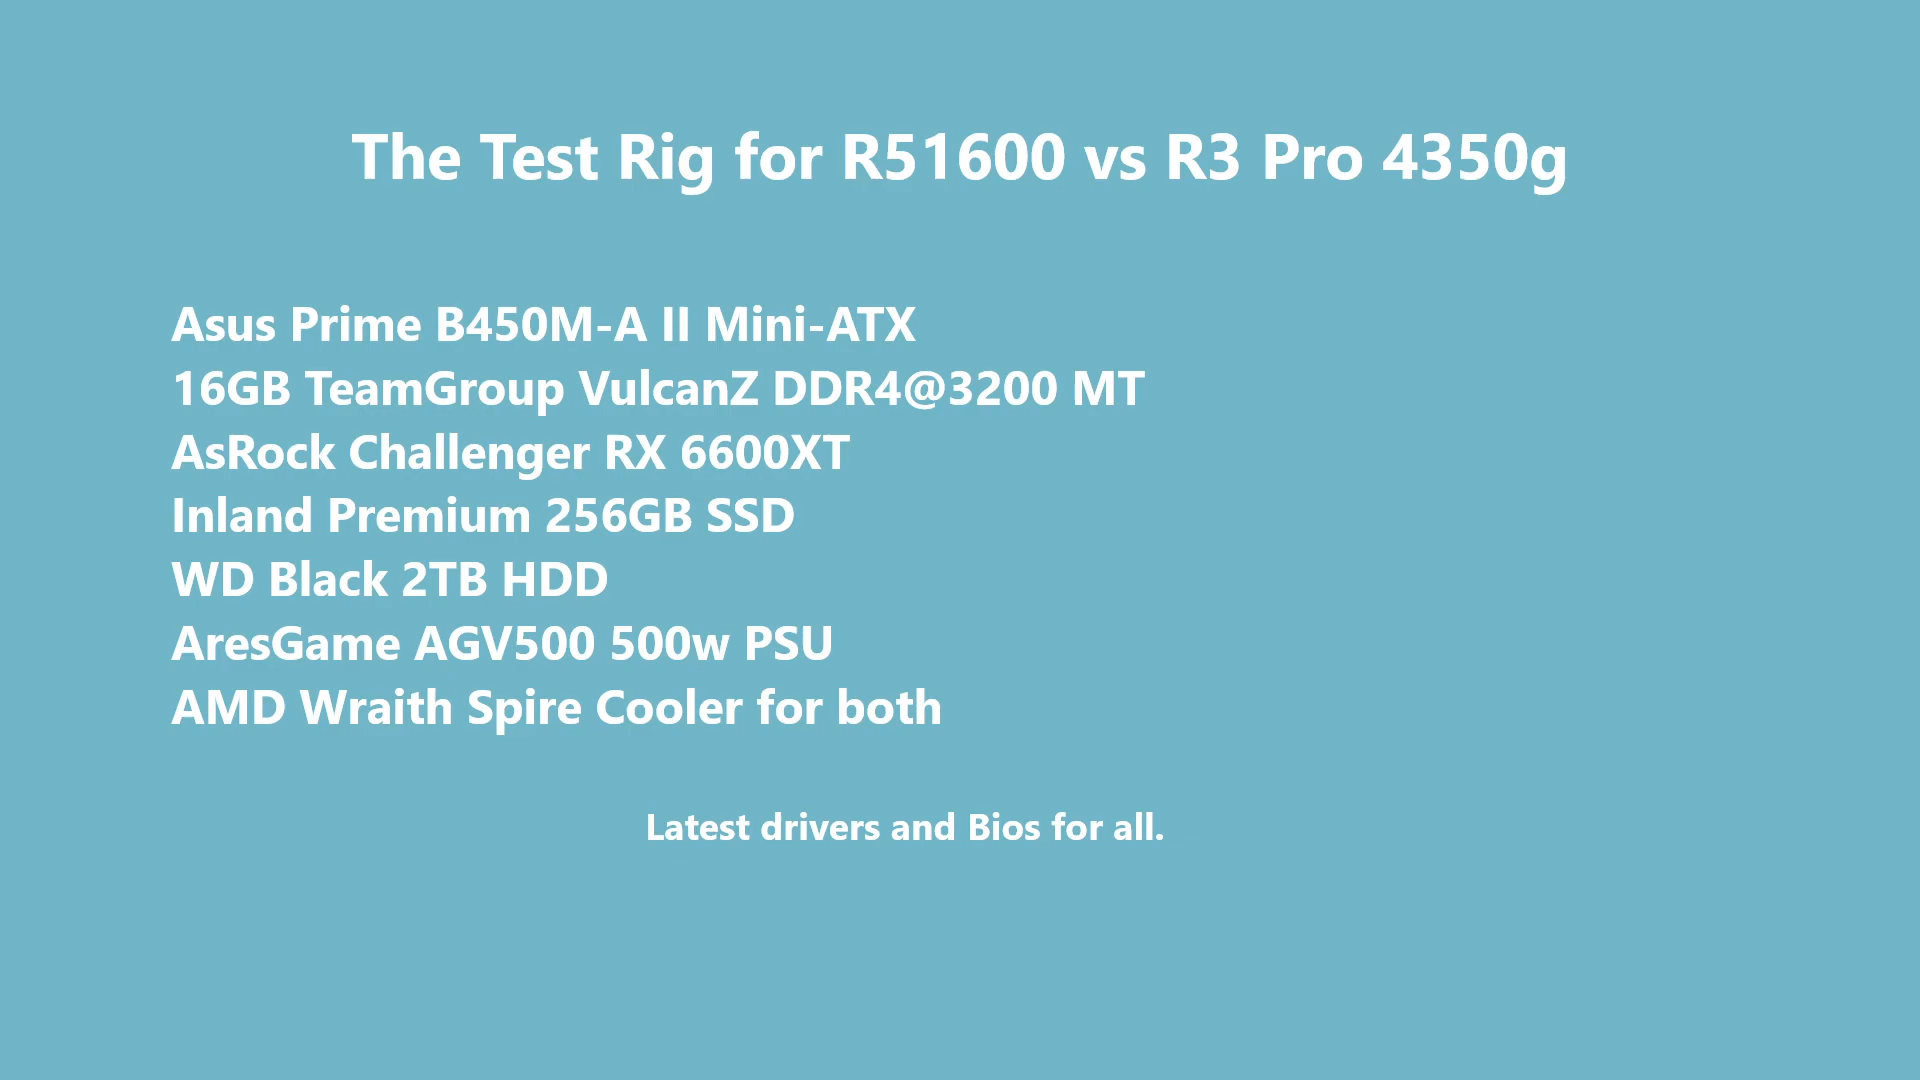 The Test Rig for R51600 vs R3 Pro 4350g
Asus Prime B450M-A II Mini-ATX
16GB TeamGroup VulcanZ DDR4@3200 MT
AsRock Challenger RX 6600XT
Inland Premium 256GB SSD
WD Black 2TB HDD
AresGame AGV500 500w PSU
AMD Wraith Spire Cooler for both
Latest drivers and Bios for all.